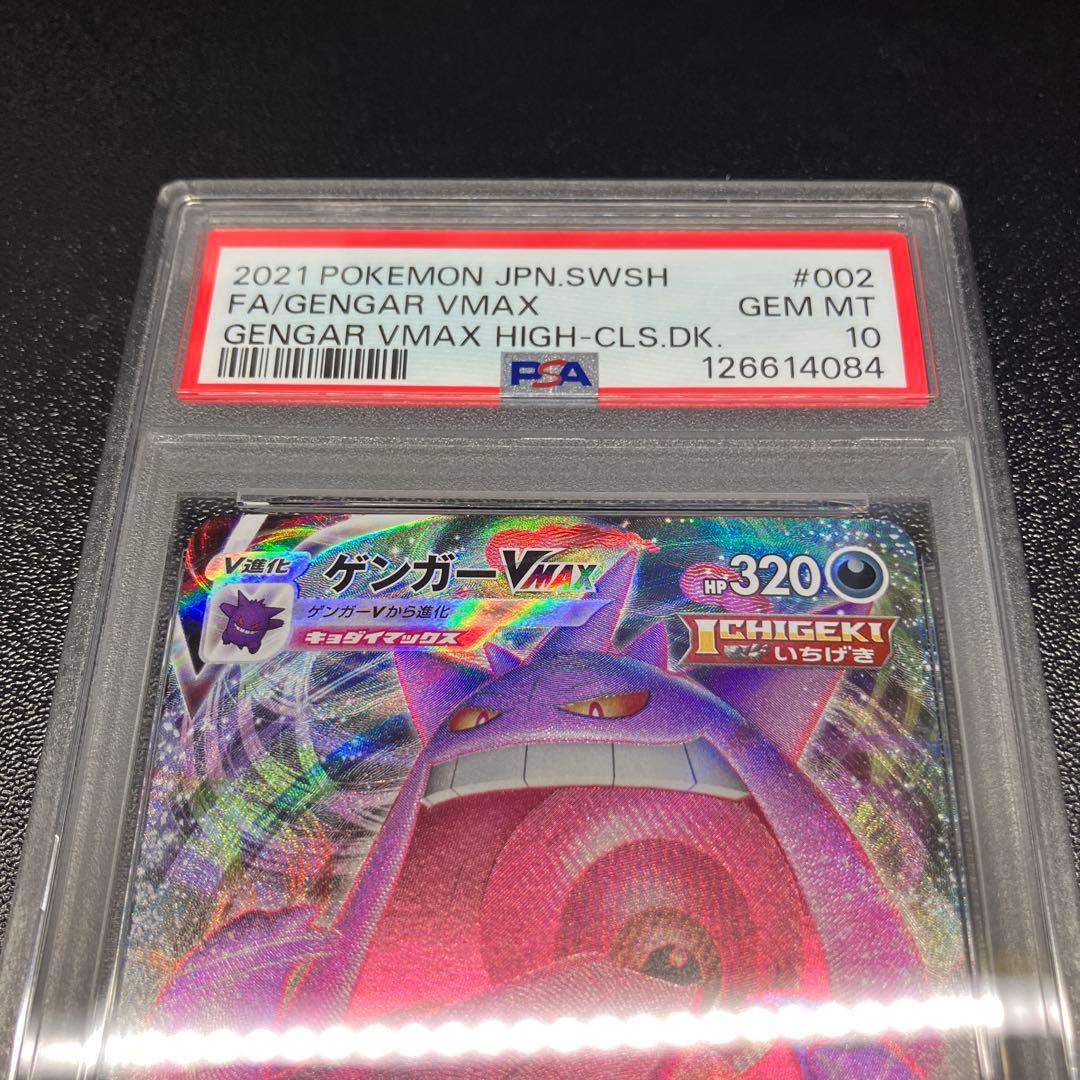 2021 POKEMON JPN.SWSH #002
FA/GENGAR VMAX GEM MT
GENGAR VMAX HIGH-CLS.DK. 10
PSA 126614084
V進化 ゲンガーVMAX HP 320
ゲンガーVから進化
キョダイマックス
ICHIGEKI
いちげき